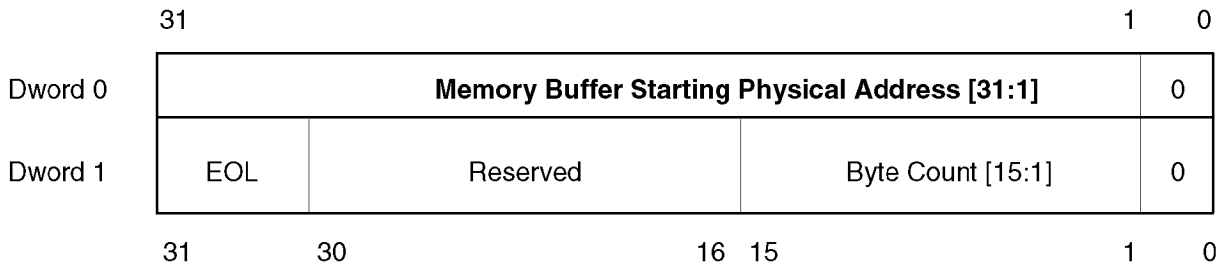 31 1 0
Dword 0 Memory Buffer Starting Physical Address [31:1] 0
Dword 1 EOL Reserved Byte Count [15:1] 0
31 30 16 15 1 0